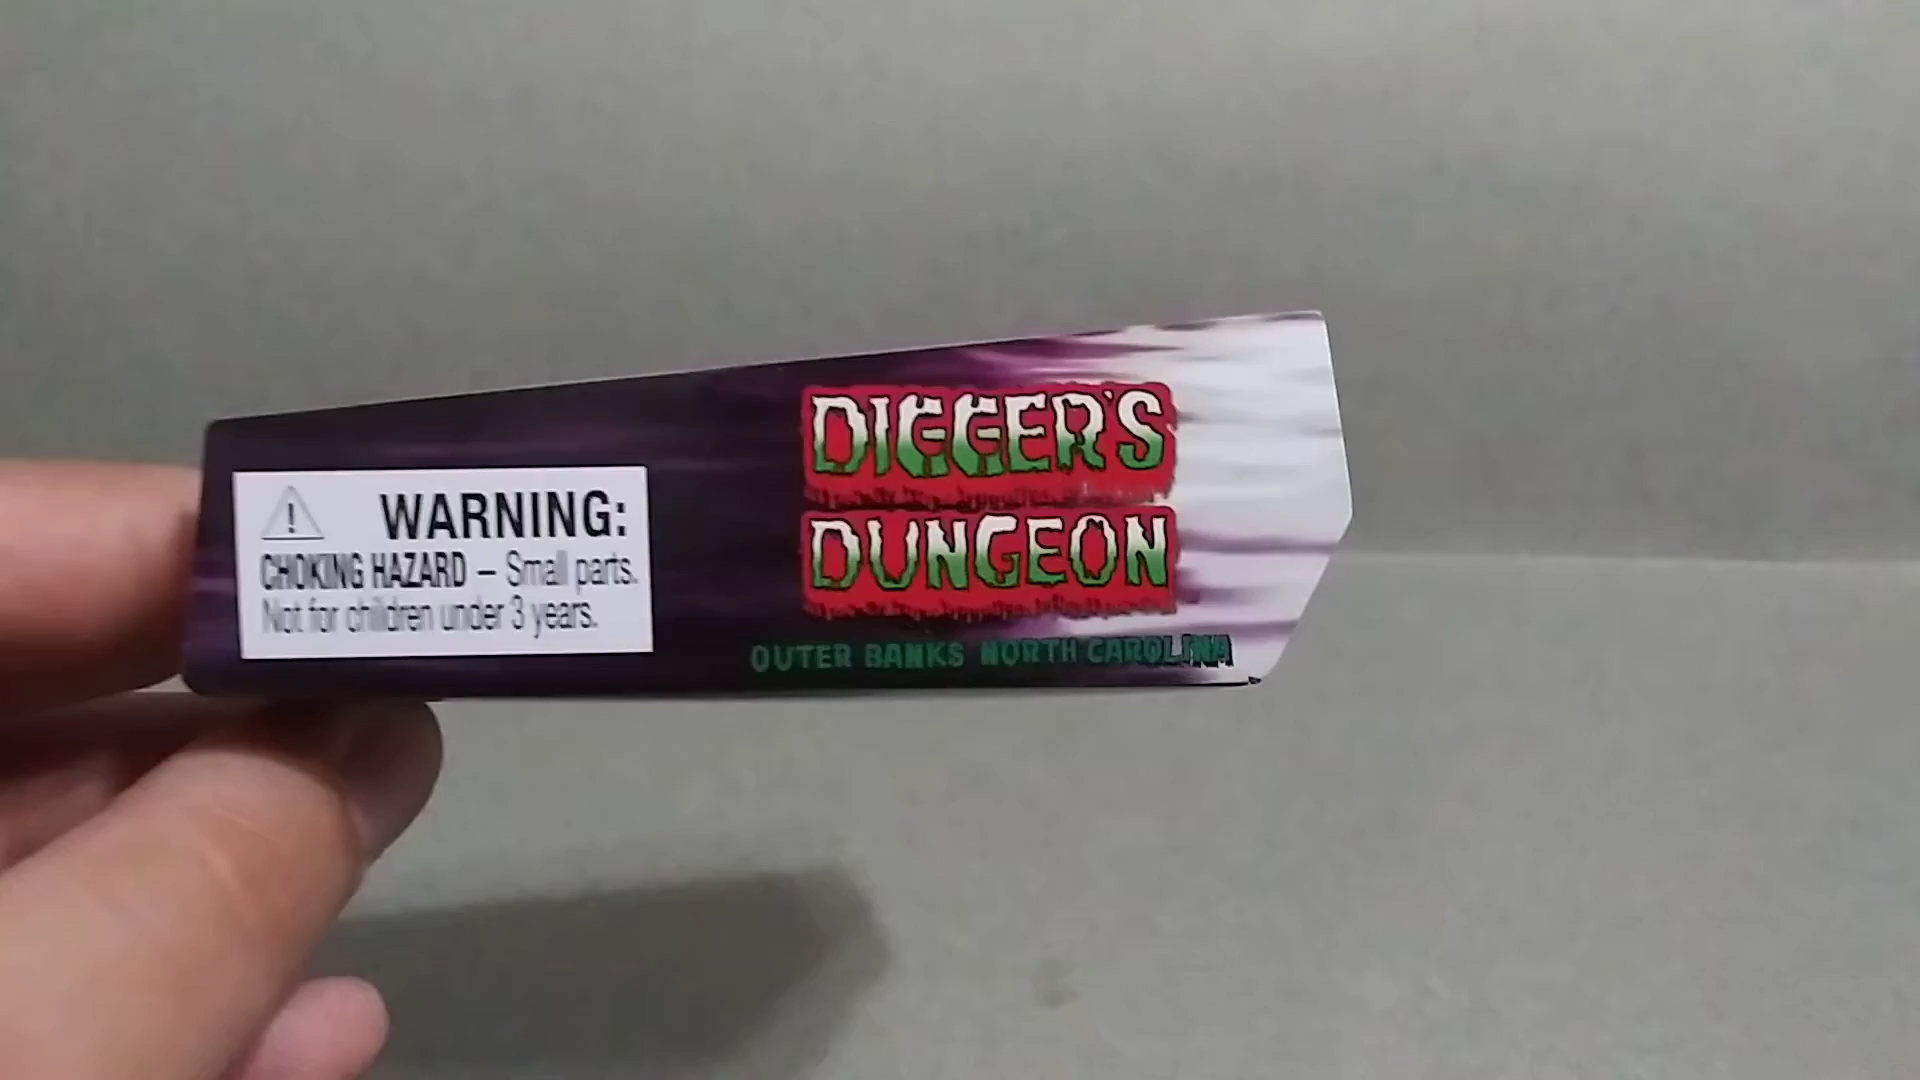 WARNING:
CHOKING HAZARD – Small parts.
Not for children under 3 years.
DIGGER'S
DUNGEON
OUTER BANKS NORTH CAROLINA